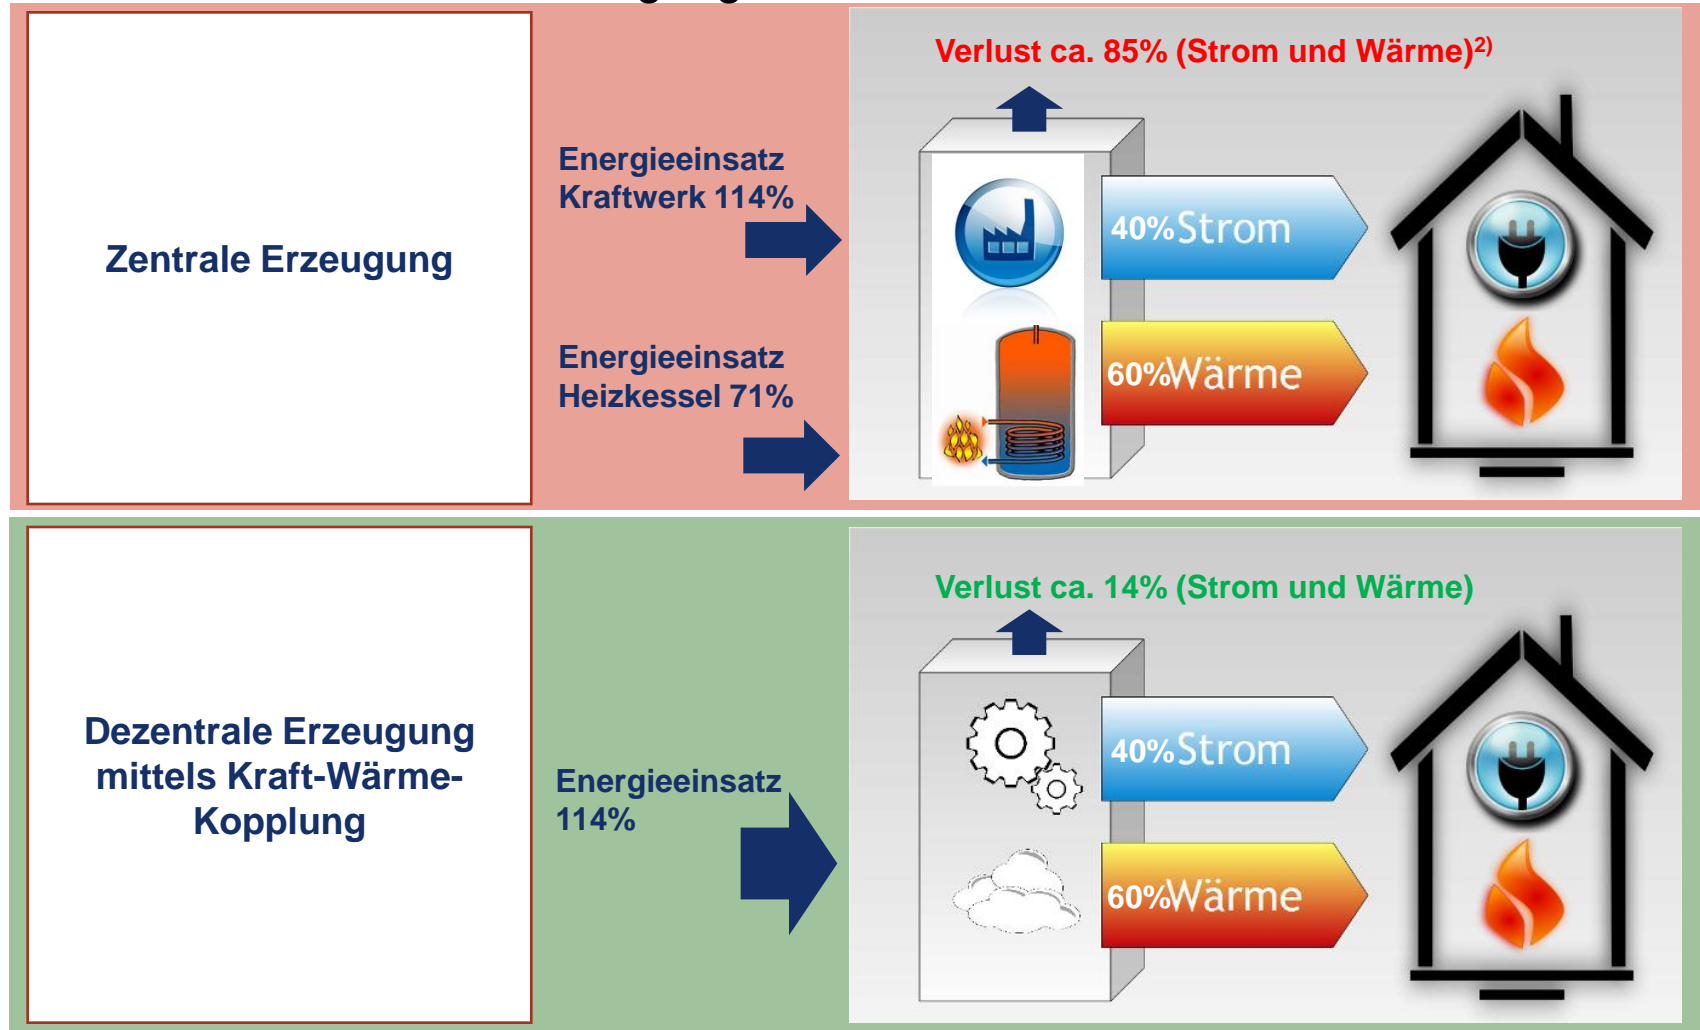 Verlust ca. 85% (Strom und Wärme)2)
Zentrale Erzeugung
Energieeinsatz
Kraftwerk 114%
40% Strom
Energieeinsatz
Heizkessel 71%
60% Wärme
Verlust ca. 14% (Strom und Wärme)
Dezentrale Erzeugung
mittels Kraft-Wärme-
Kopplung
Energieeinsatz
114%
40% Strom
60% Wärme